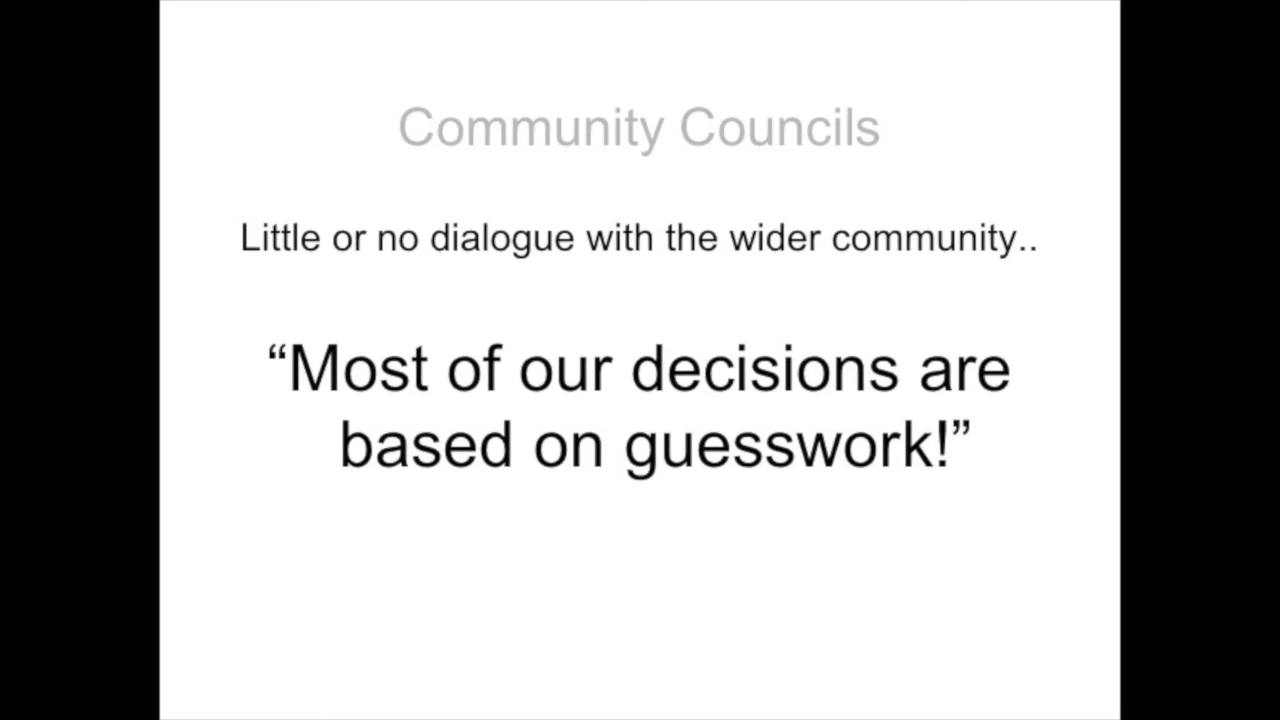 Community Councils
Little or no dialogue with the wider community..
“Most of our decisions are
based on guesswork!”